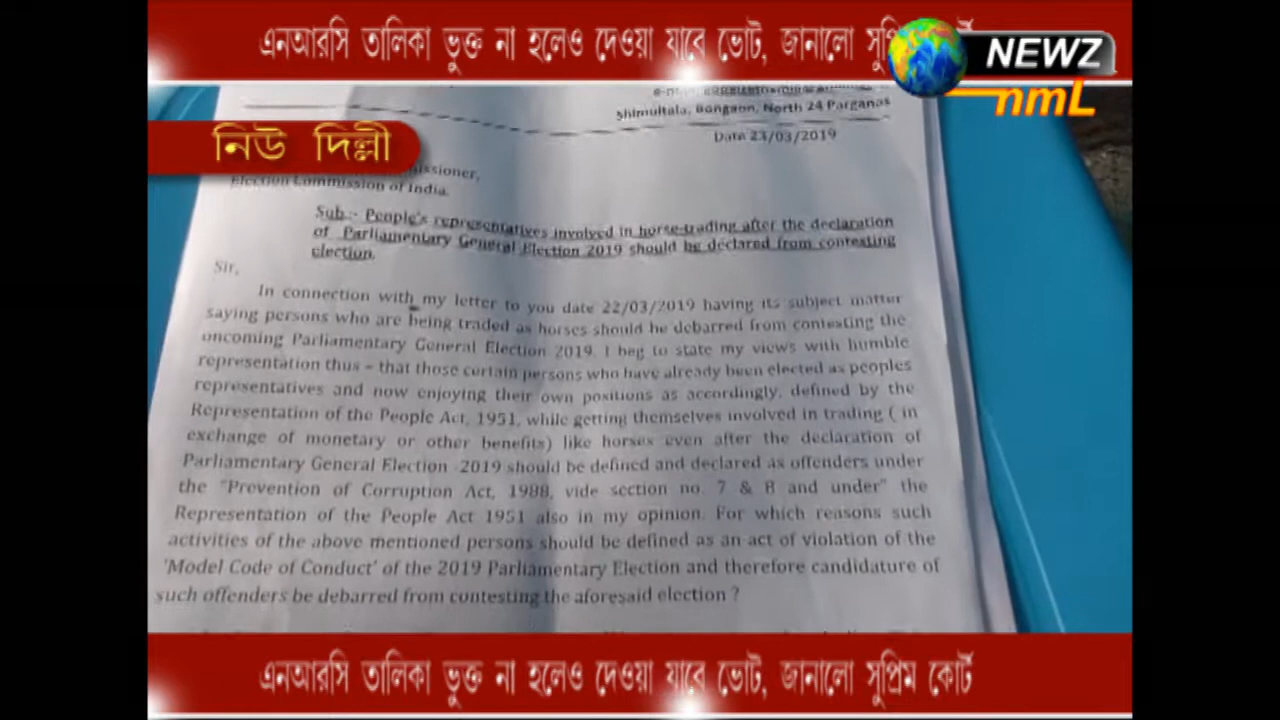 এনআরসি তালিকা ভুক্ত না হলেও দেওয়া যাবে ভোট, জানালো সুপ্রিম কোর্ট
NEWZ
nmL
Shimultala, Bongaon, North 24 Parganas
Date 23/03/2019
নিউ দিল্লী
Election Commission of India.
Sub :- People's representatives involved in horse-trading after the declaration
of Parliamentary General Election 2019 should be declared from contesting
election.
Sir,
In connection with my letter to you date 22/03/2019 having its subject matter
saying persons who are being traded as horses should be debarred from contesting the
oncoming Parliamentary General Election 2019. I beg to state my views with humble
representation thus – that those certain persons who have already been elected as peoples
representatives and now enjoying their own positions as accordingly, defined by the
Representation of the People Act, 1951, while getting themselves involved in trading ( in
exchange of monetary or other benefits) like horses even after the declaration of
Parliamentary General Election -2019 should be defined and declared as offenders under
the "Prevention of Corruption Act, 1988, vide section no. 7 & 8 and under" the
Representation of the People Act 1951 also in my opinion. For which reasons such
activities of the above mentioned persons should be defined as an act of violation of the
'Model Code of Conduct' of the 2019 Parliamentary Election and therefore candidature of
such offenders be debarred from contesting the aforesaid election ?
এনআরসি তালিকা ভুক্ত না হলেও দেওয়া যাবে ভোট, জানালো সুপ্রিম কোর্ট